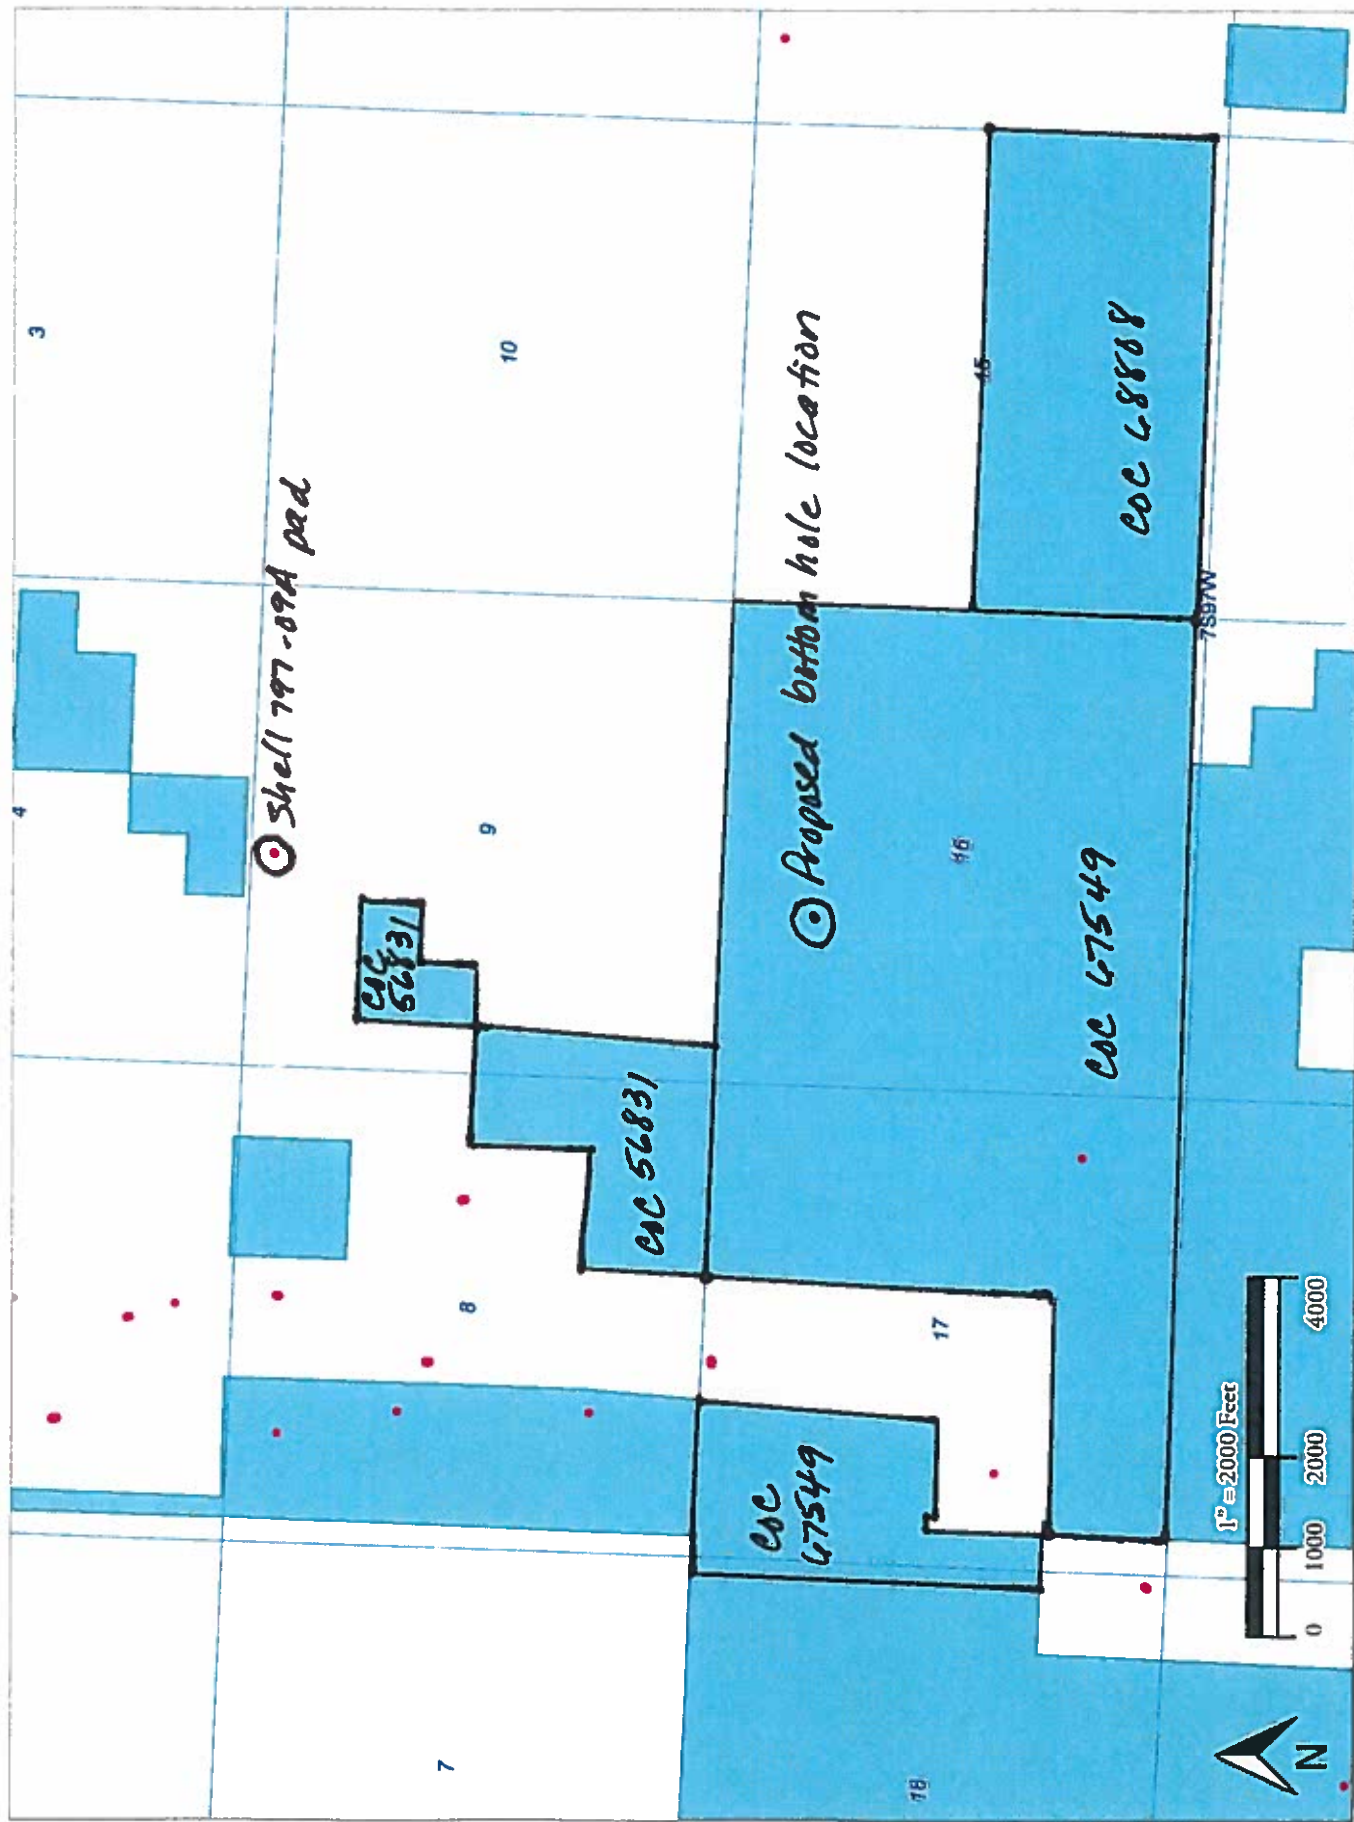 4
3
Shell 797-09A pad
COC
56831
7
8
9
10
COC 56831
COC
67549
Proposed bottom hole location
18
17
16
15
COC 67549
COC 68808
7S97W
1" = 2000 Feet
0 1000 2000 4000
N